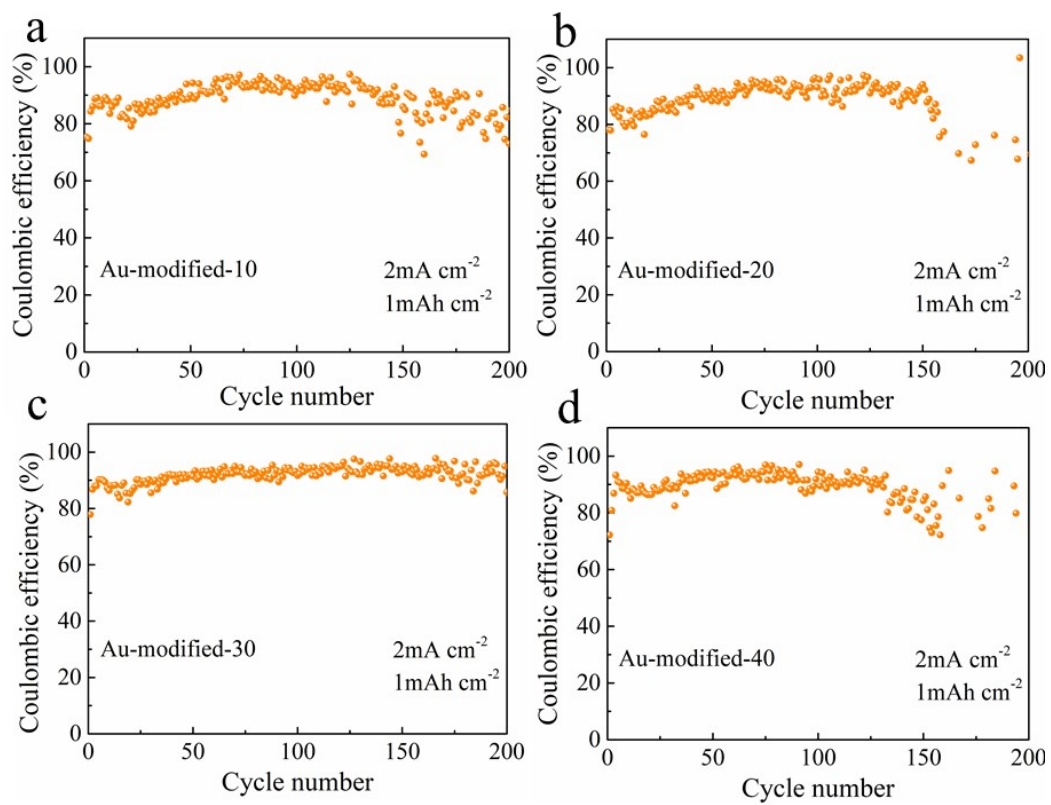 a
Coulombic efficiency (%)
100
80
60
40
20
0
Au-modified-10
2mA cm⁻²
1mAh cm⁻²
0
50
100
150
200
Cycle number
b
Coulombic efficiency (%)
100
80
60
40
20
0
Au-modified-20
2mA cm⁻²
1mAh cm⁻²
0
50
100
150
200
Cycle number
c
Coulombic efficiency (%)
100
80
60
40
20
0
Au-modified-30
2mA cm⁻²
1mAh cm⁻²
0
50
100
150
200
Cycle number
d
Coulombic efficiency (%)
100
80
60
40
20
0
Au-modified-40
2mA cm⁻²
1mAh cm⁻²
0
50
100
150
200
Cycle number